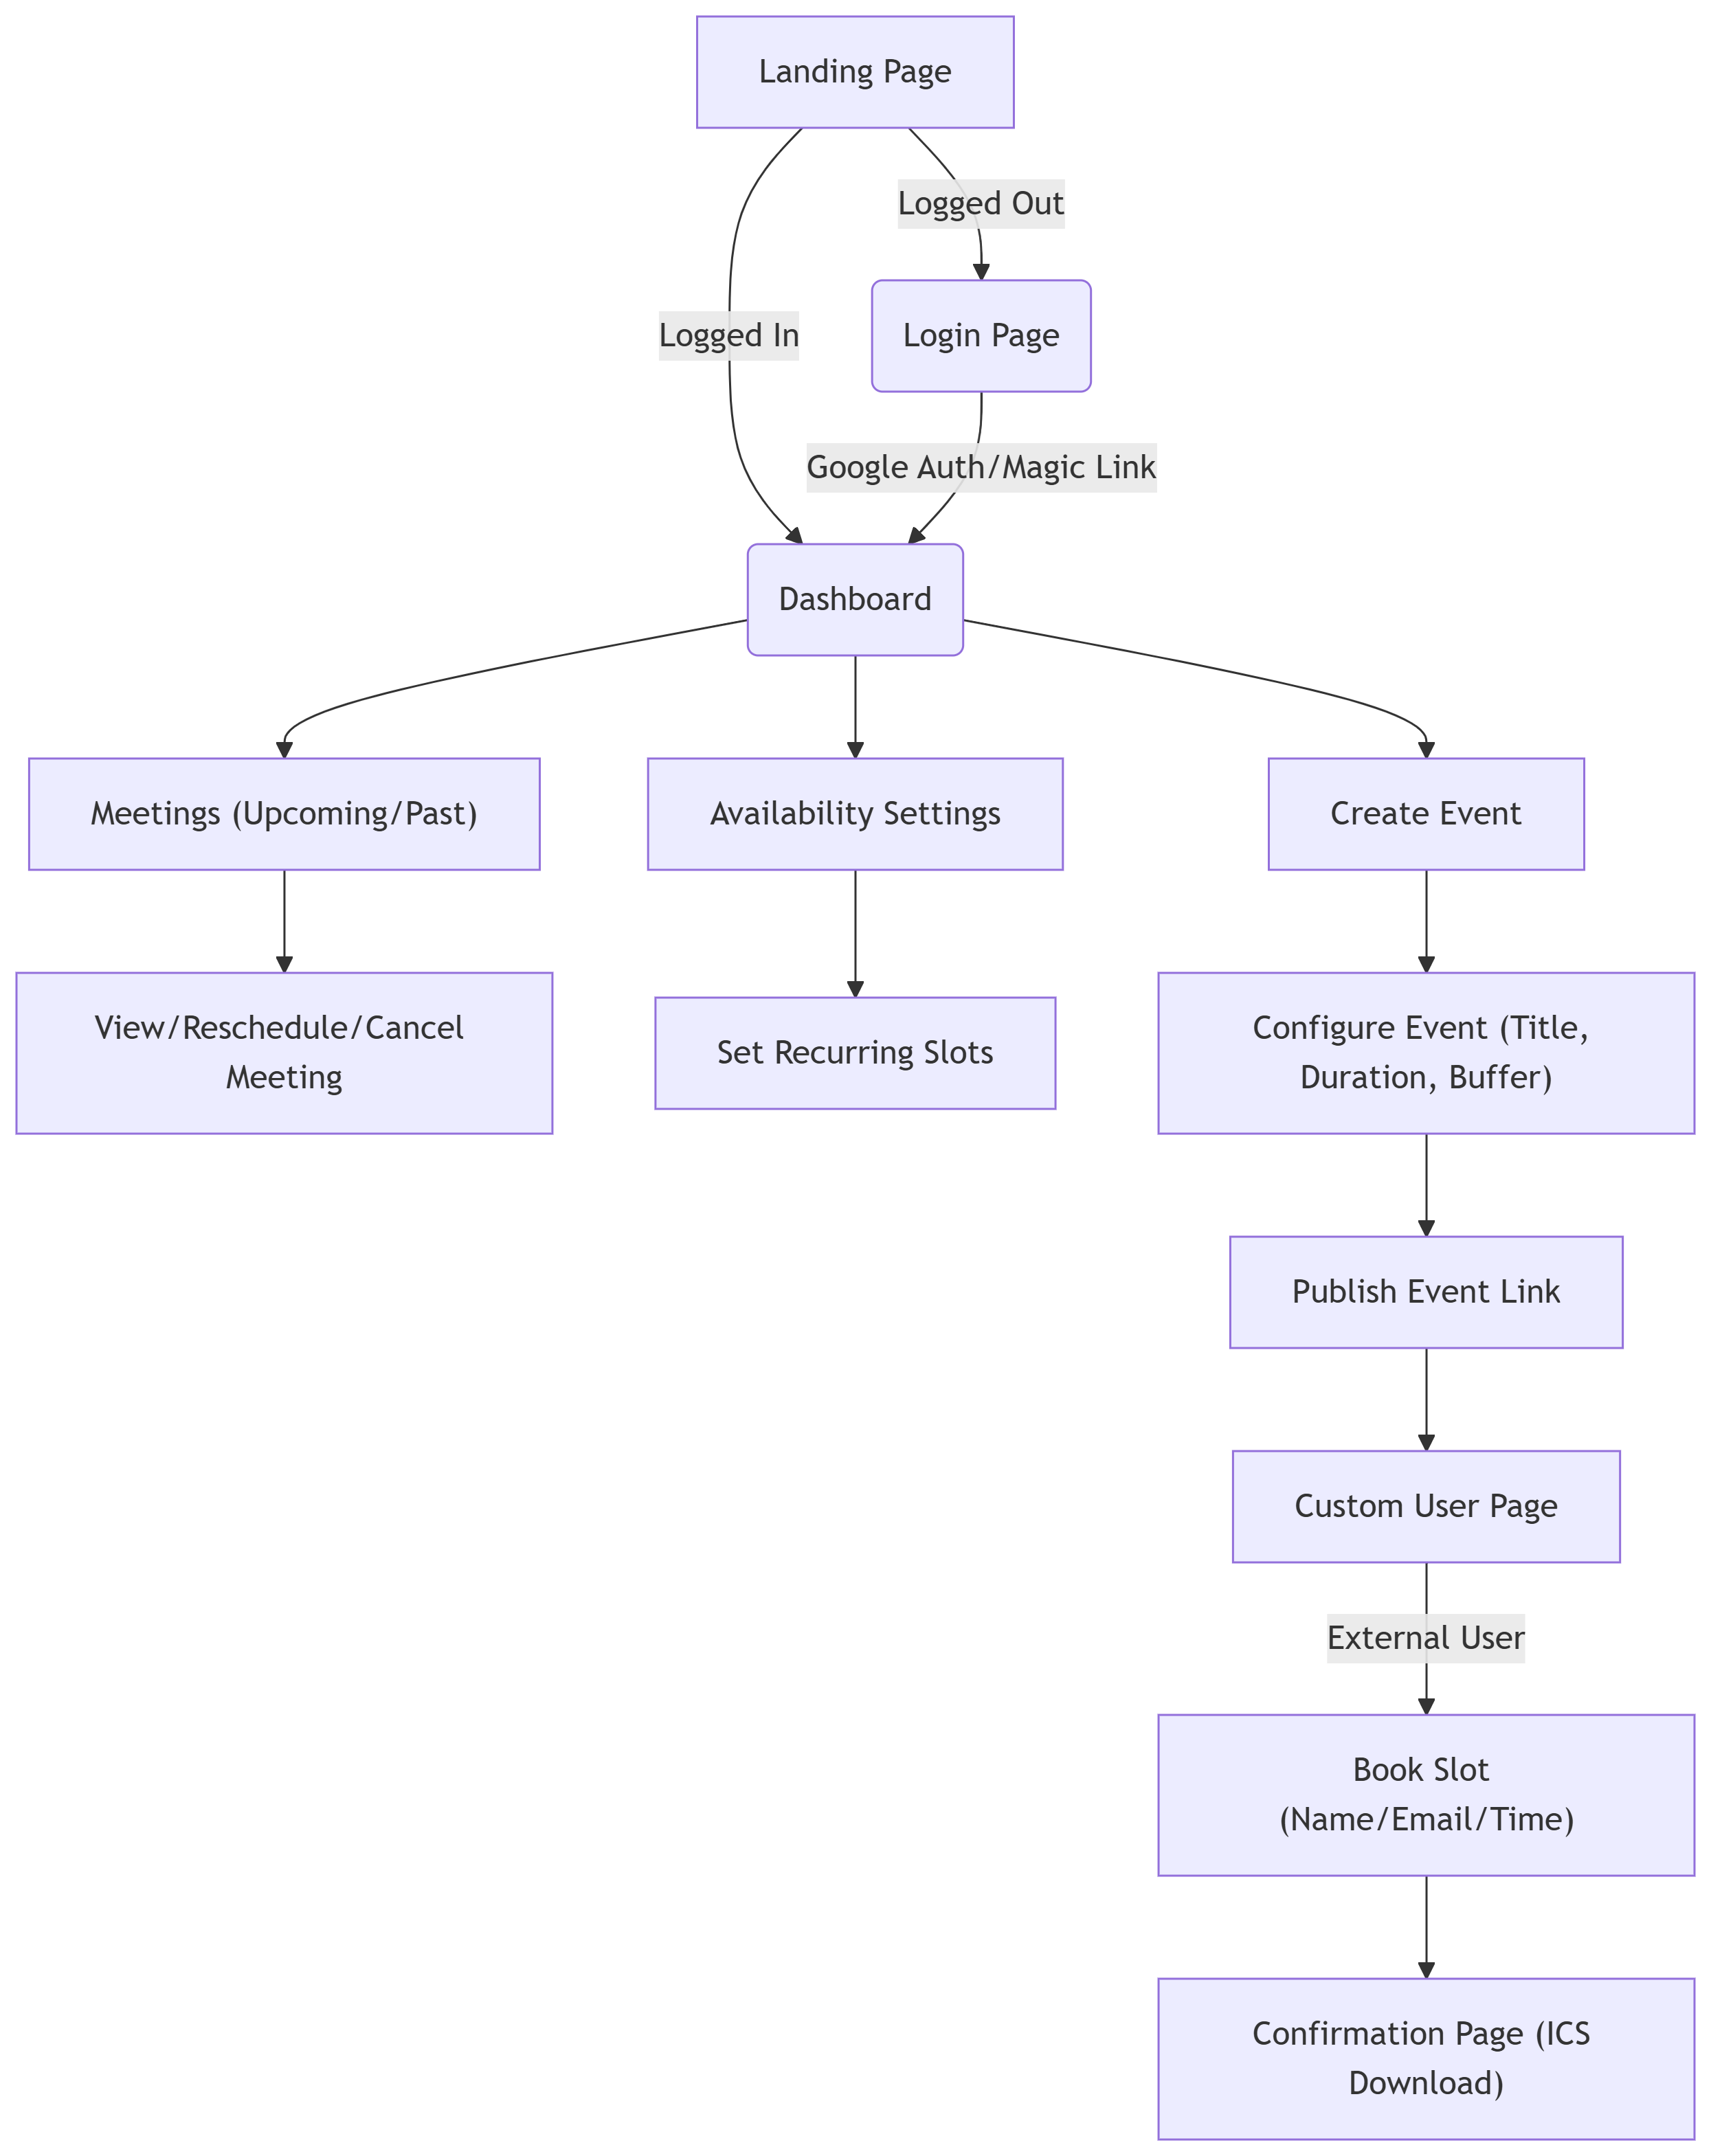 Landing Page
Logged Out
Logged In
Login Page
Google Auth/Magic Link
Dashboard
Meetings (Upcoming/Past)
Availability Settings
Create Event
View/Reschedule/Cancel
Meeting
Set Recurring Slots
Configure Event (Title,
Duration, Buffer)
Publish Event Link
Custom User Page
External User
Book Slot
(Name/Email/Time)
Confirmation Page (ICS
Download)